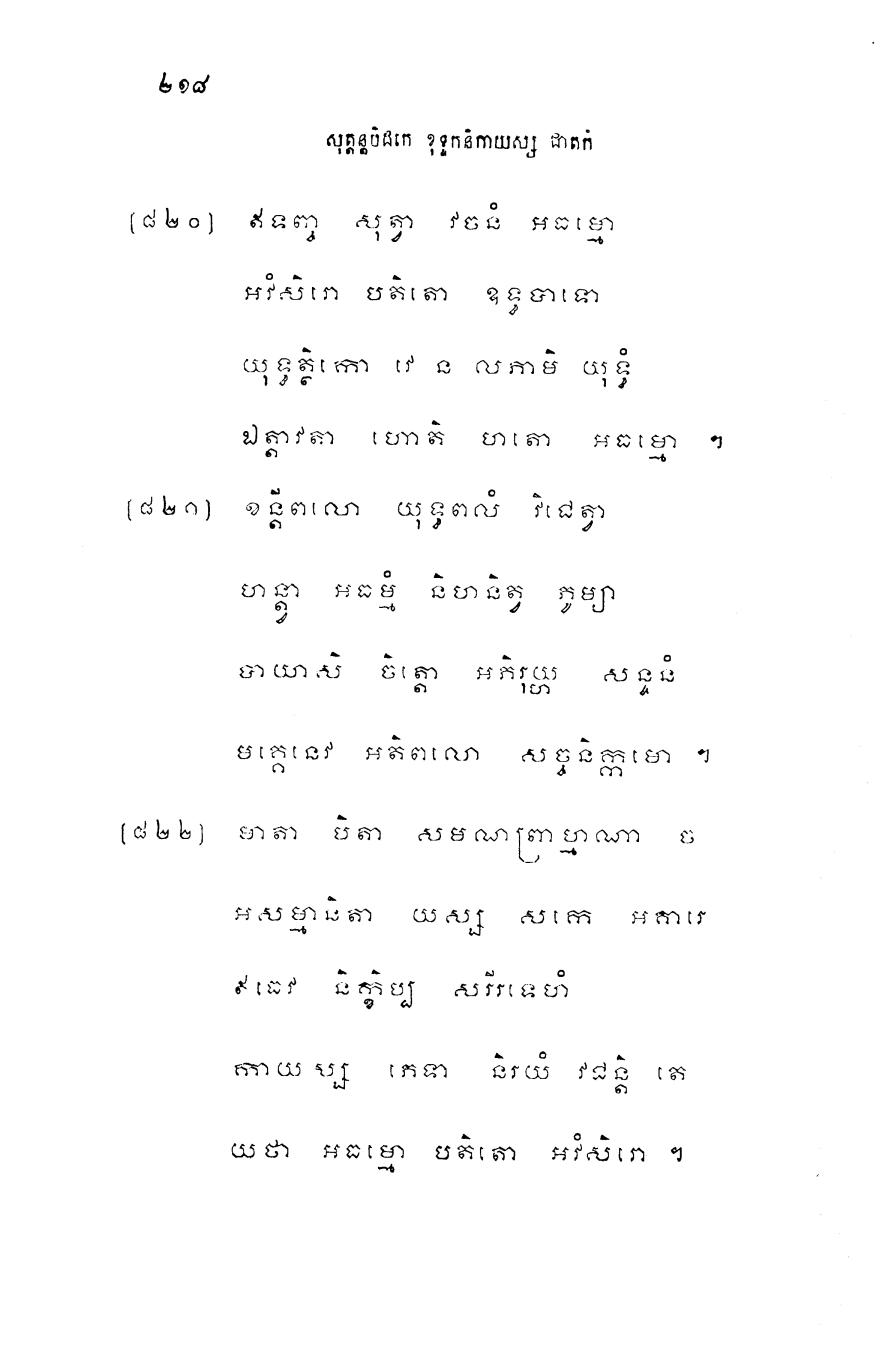 ២១៨
សុត្តន្តបិដកេ ខុទ្ទកនិកាយស្ស ជាតកំ
(៨២០) ឥទញ្ច សុត្វា វចនំ អធម្មោ
អវំសិរោ បតិតោ ឧទ្ធបាទោ
យុទ្ធត្ថិកោ វេ ន លភាមិ យុទ្ធំ
ឯត្តាវតា ហោតិ ហតោ អធម្មោ ។
(៨២១) ខន្តីពលោ យុទ្ធពលំ វិជេត្វា
ហន្ត្វា អធម្មំ និហនិត្វ ភូម្យា
បាយាសិ ចិត្តោ អភិរុយ្ហ សន្ទនំ
មគ្គេនេវ អតិពលោ សច្ចនិក្កមោ ។
(៨២២) មាតា បិតា សមណព្រាហ្មណា ច
អសម្មានិតា យស្ស សកេ អគារេ
ឥធេវ និក្ខិប្ប សរីរទេហំ
កាយស្ស ភេទា និរយំ វជន្តិ តេ
យថា អធម្មោ បតិតោ អវំសិរោ ។